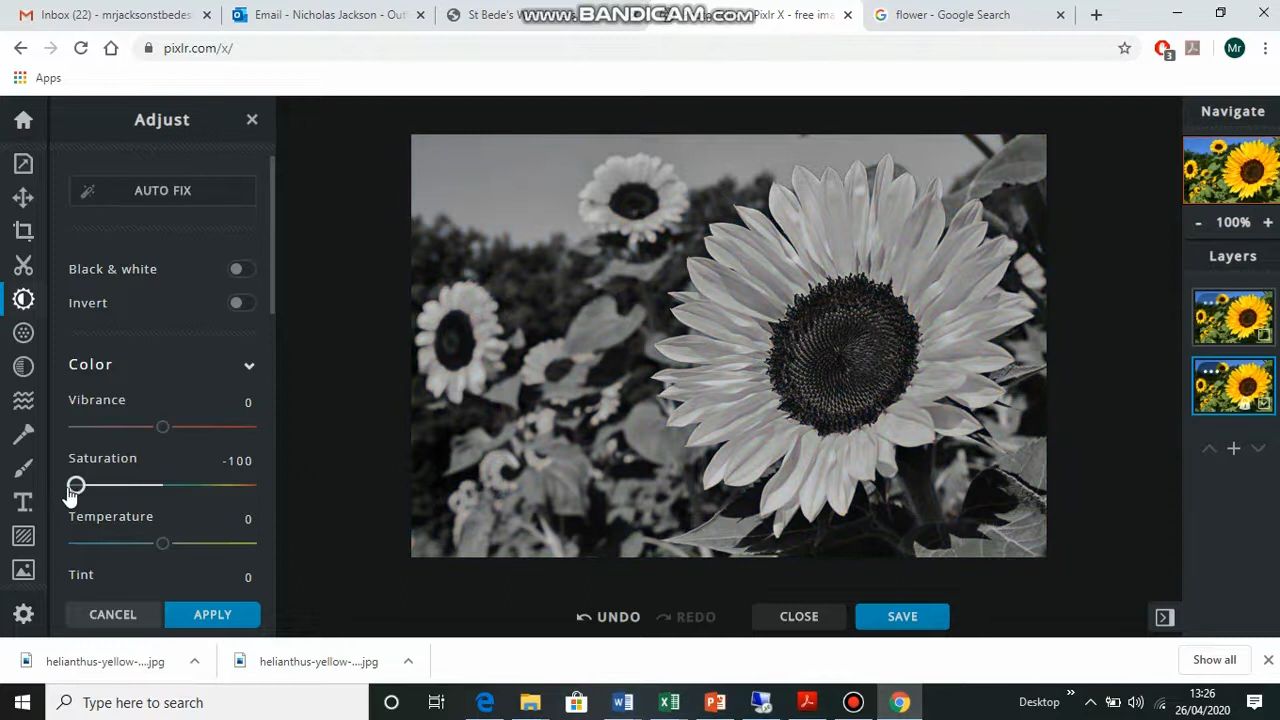 Inbox (22) - mrjacksonstbedes
Email - Nicholas Jackson - Out
St Bede's
www.BANDICAM.com
Pixlr X - free ima
flower - Google Search
pixlr.com/x/
3
Mr
Apps
Adjust
AUTO FIX
Black & white
Invert
Color
Vibrance
0
Saturation
-100
Temperature
0
Tint
0
CANCEL
APPLY
UNDO
REDO
CLOSE
SAVE
Navigate
- 100% +
Layers
helianthus-yellow-....jpg
helianthus-yellow-....jpg
Show all
Type here to search
Desktop
13:26
26/04/2020